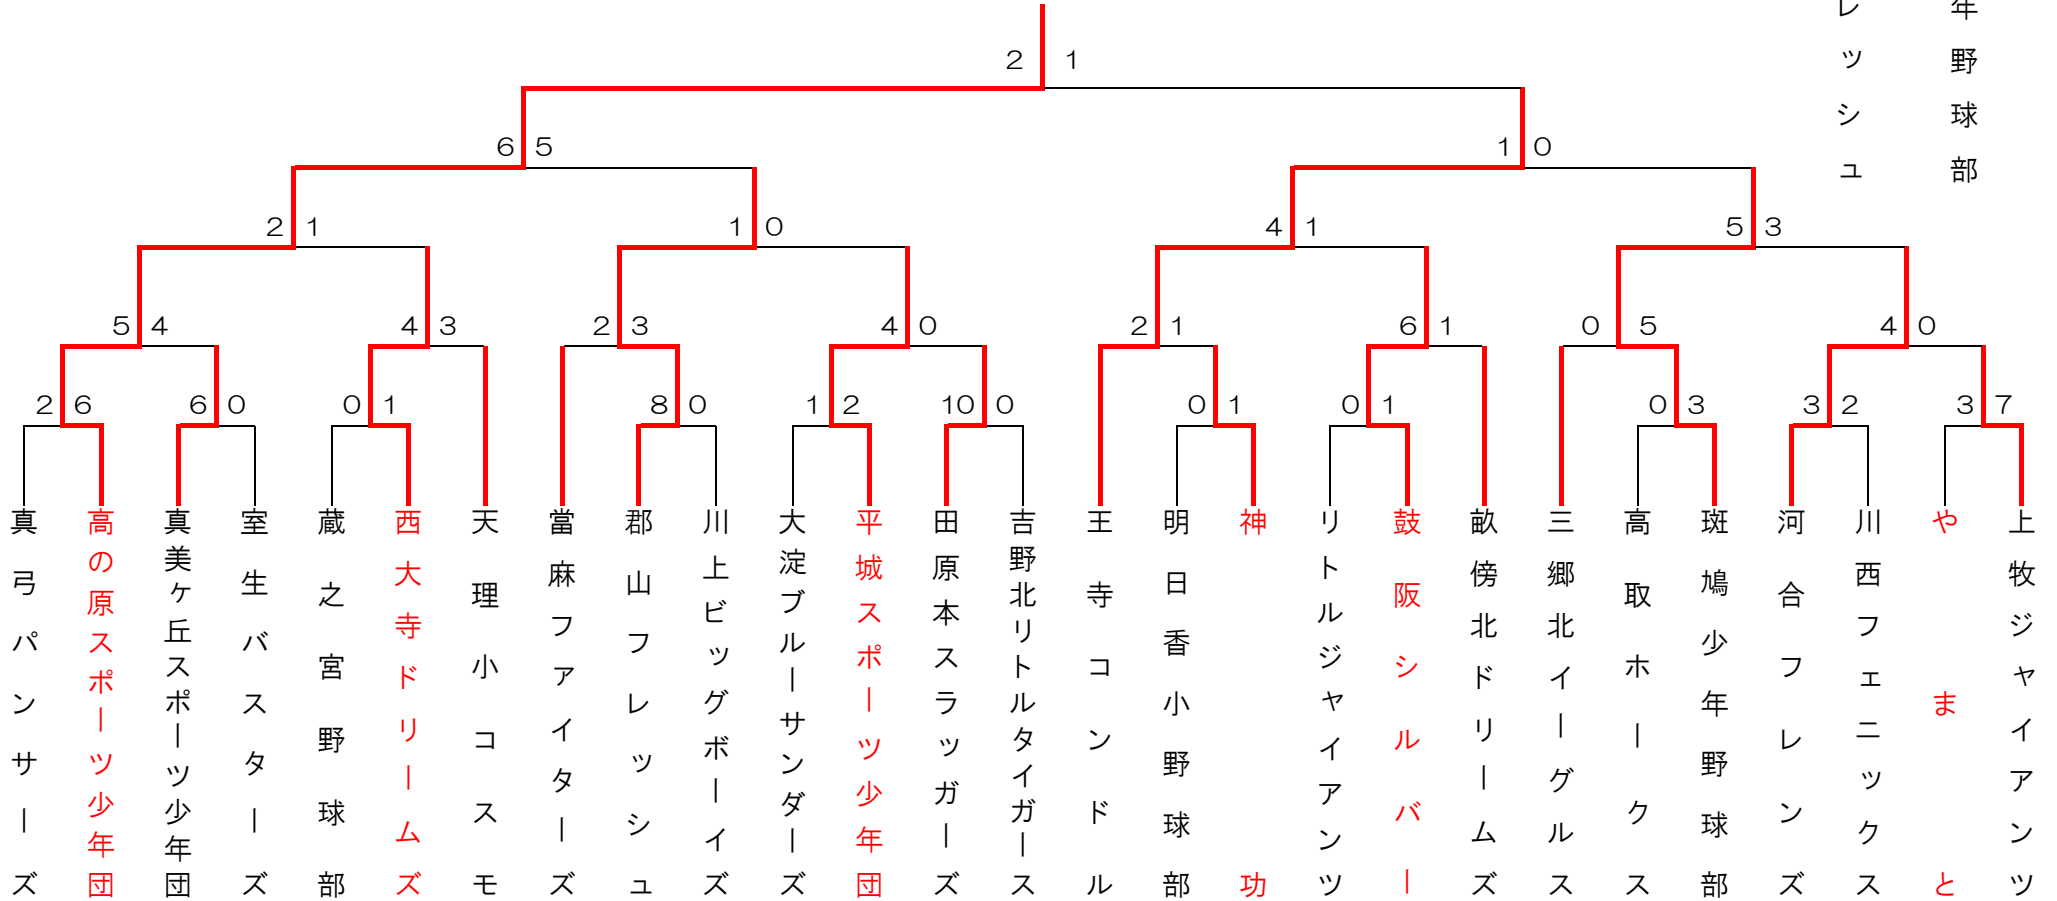 レッシュ
年野球部
2 1
6 5
1 0
2 1
1 0
4 1
5 3
5 4
4 3
2 3
4 0
2 1
6 1
0 5
4 0
2 6
6 0
0 1
8 0
1 2
10 0
0 1
0 1
0 3
3 2
3 7
真弓パンサーズ
高の原スポーツ少年団
真美ヶ丘スポーツ少年団
室生バスターズ
蔵之宮野球部
西大寺ドリームズ
天理小コスモ
當麻ファイターズ
郡山フレッシュ
川上ビッグボーイズ
大淀ブルーサンダーズ
平城スポーツ少年団
田原本スラッガーズ
吉野北リトルタイガース
王寺コンドル
明日香小野球部
神功
リトルジャイアンツ
鼓阪シルバー
畝傍北ドリームズ
三郷北イーグルス
高取ホークス
斑鳩少年野球部
河合フレンズ
川西フェニックス
やまと
上牧ジャイアンツ